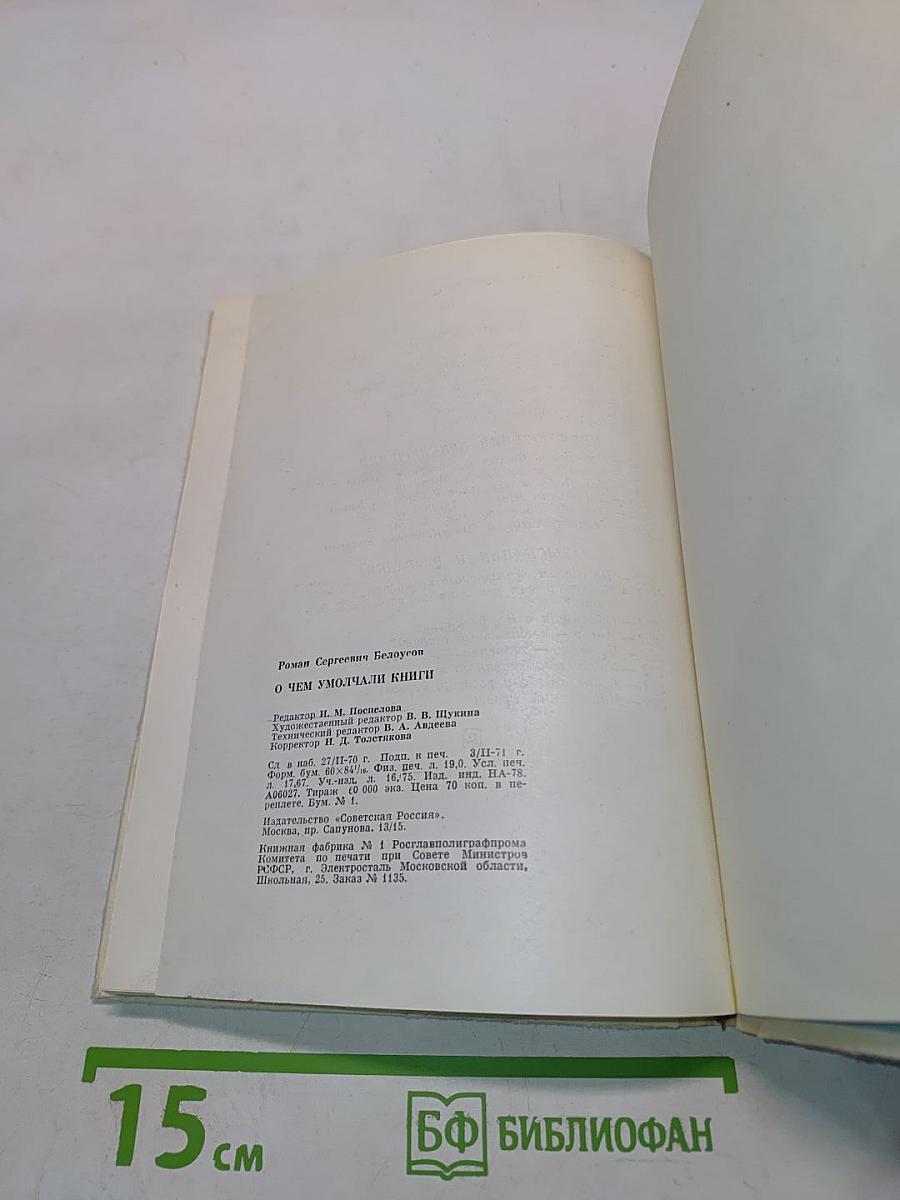 Роман Сергеевич Белоусов
О ЧЕМ УМОЛЧАЛИ КНИГИ
Редактор Н. М. Поспелова
Художественный редактор В. В. Щукина
Технический редактор В. А. Авдеева
Корректор Н. Д. Толстякова
Сд в наб. 27/II-70 г. Подп. к печ. 3/II-71 г.
Форм. бум. 60×84¹/₁₆. Физ. печ. л. 19,0. Усл. печ.
л. 17,67. Уч.-изд. л. 16,75. Изд. инд. НА-78.
А06027. Тираж 60 000 экз. Цена 70 коп. в пе-
реплете. Бум. № 1.
Издательство «Советская Россия».
Москва, пр. Сапунова. 13/15.
Книжная фабрика № 1 Росглавполиграфпрома
Комитета по печати при Совете Министров
РСФСР, г. Электросталь Московской области,
Школьная, 25. Заказ № 1135.
15 см
БФ БИБЛИОФАН